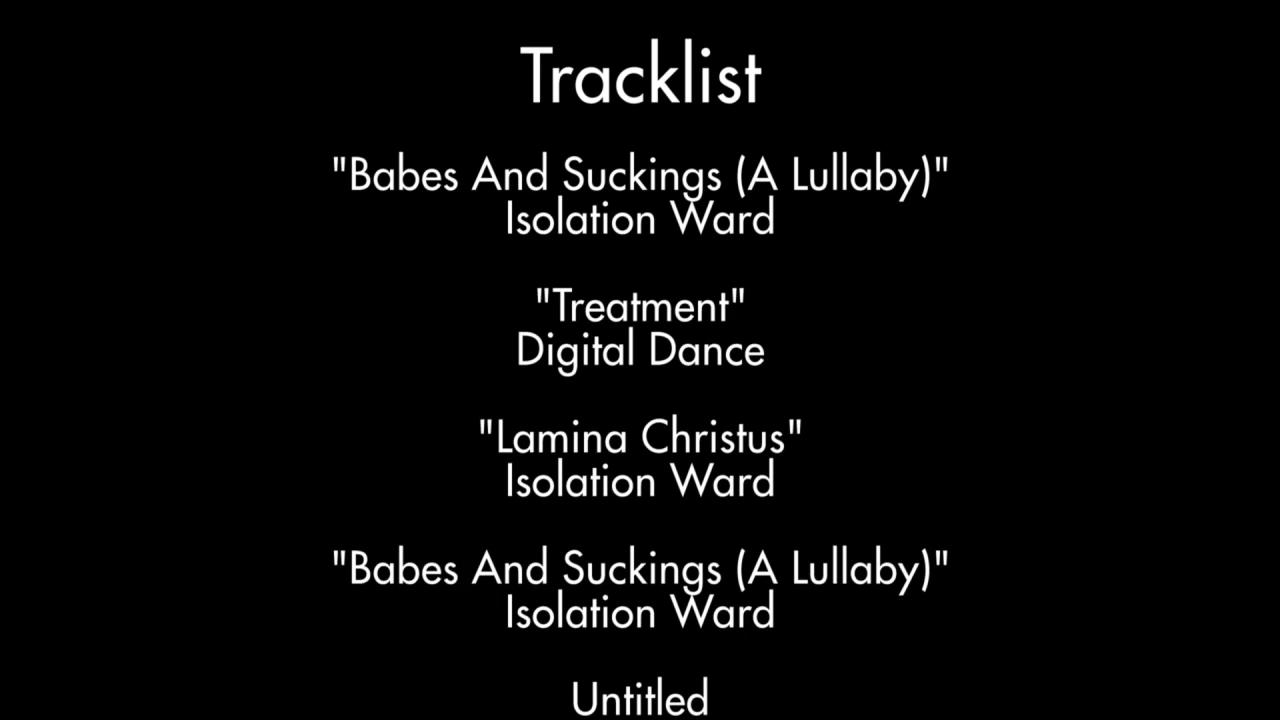 Tracklist
"Babes And Suckings (A Lullaby)"
Isolation Ward
"Treatment"
Digital Dance
"Lamina Christus"
Isolation Ward
"Babes And Suckings (A Lullaby)"
Isolation Ward
Untitled